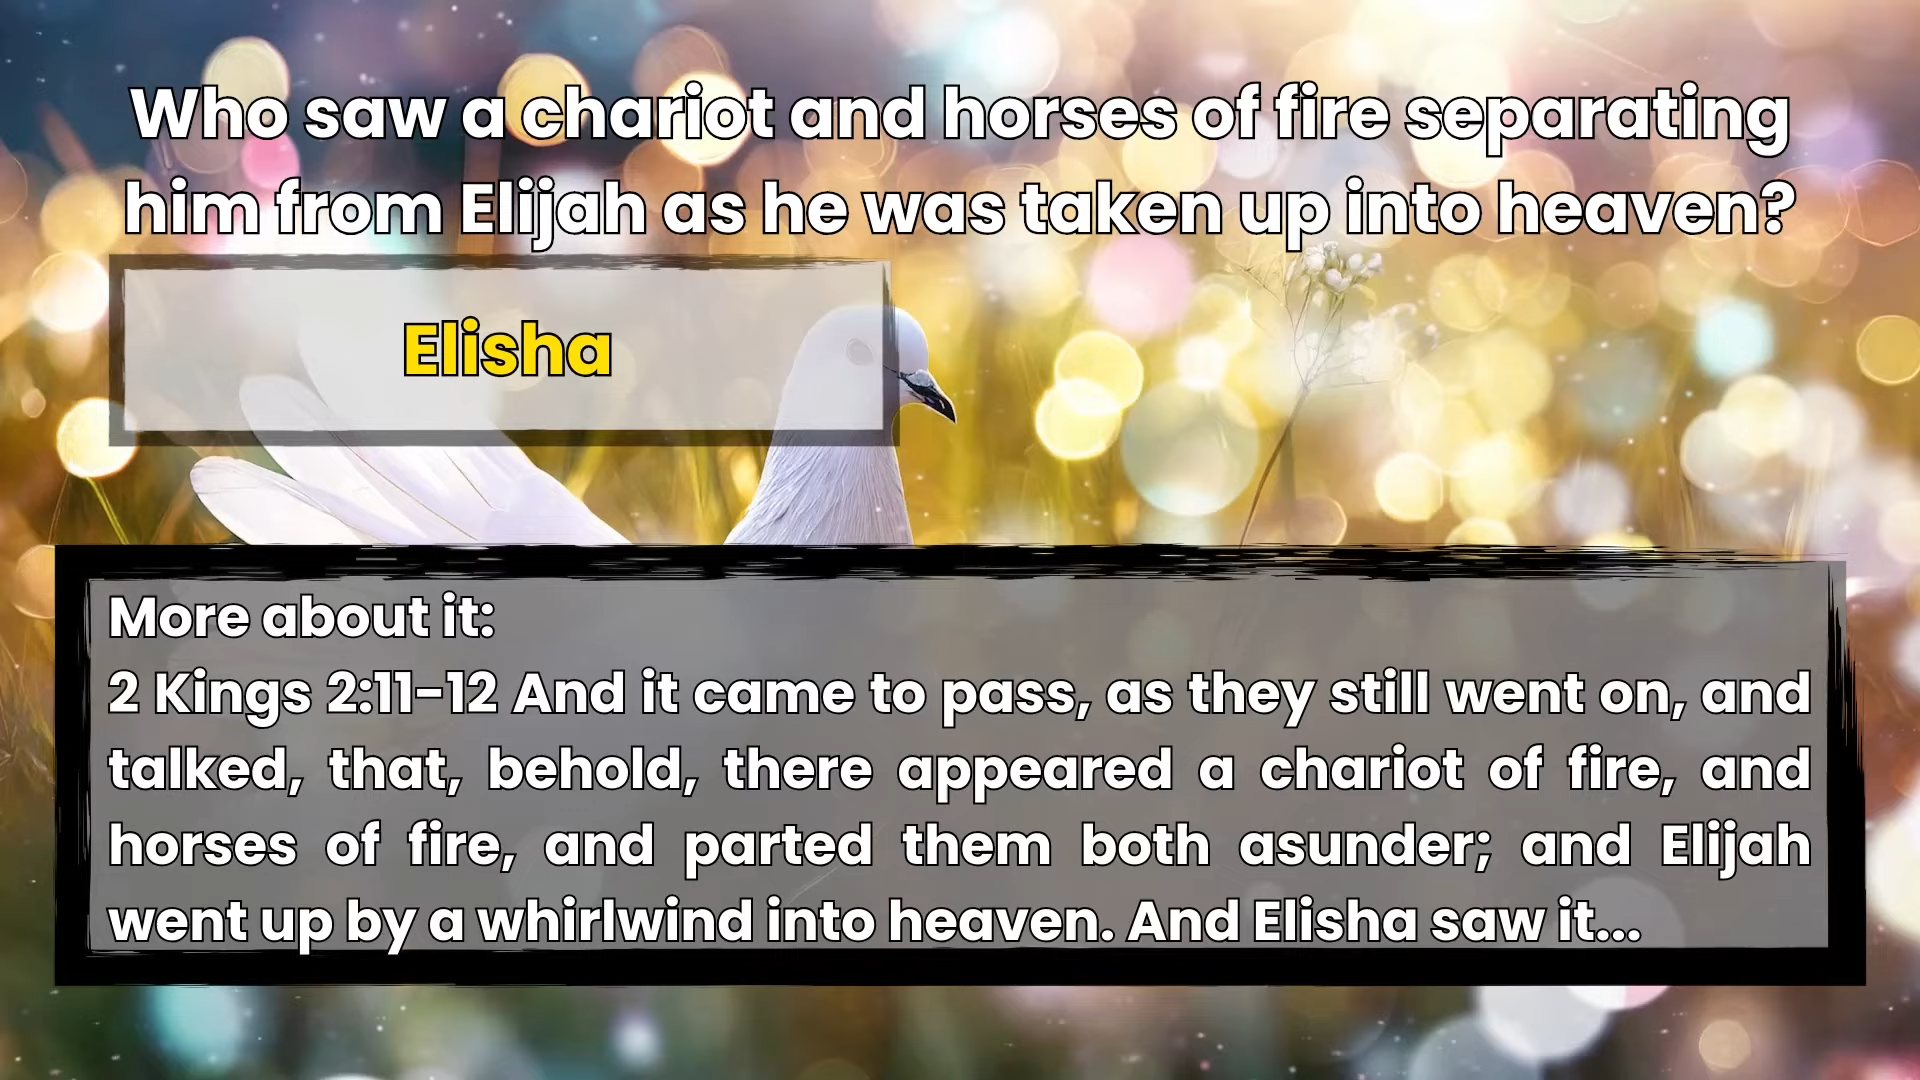 Who saw a chariot and horses of fire separating
him from Elijah as he was taken up into heaven?
Elisha
More about it:
2 Kings 2:11-12 And it came to pass, as they still went on, and
talked, that, behold, there appeared a chariot of fire, and
horses of fire, and parted them both asunder; and Elijah
went up by a whirlwind into heaven. And Elisha saw it...